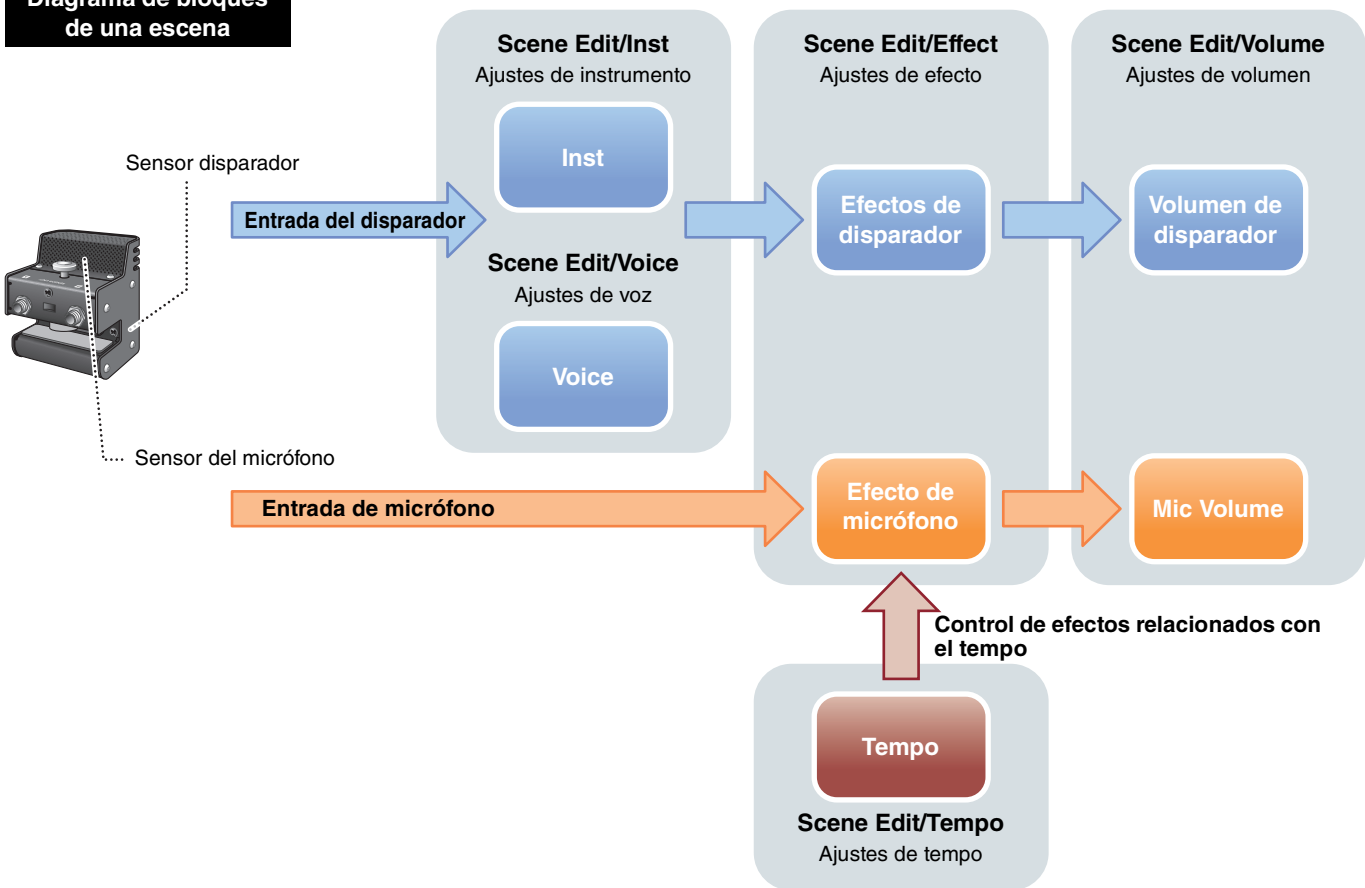 Diagrama de bloques
de una escena
Scene Edit/Inst
Ajustes de instrumento
Scene Edit/Effect
Ajustes de efecto
Scene Edit/Volume
Ajustes de volumen
Sensor disparador
Inst
Entrada del disparador
Efectos de
disparador
Volumen de
disparador
Scene Edit/Voice
Ajustes de voz
Voice
Sensor del micrófono
Entrada de micrófono
Efecto de
micrófono
Mic Volume
Control de efectos relacionados con
el tempo
Tempo
Scene Edit/Tempo
Ajustes de tempo